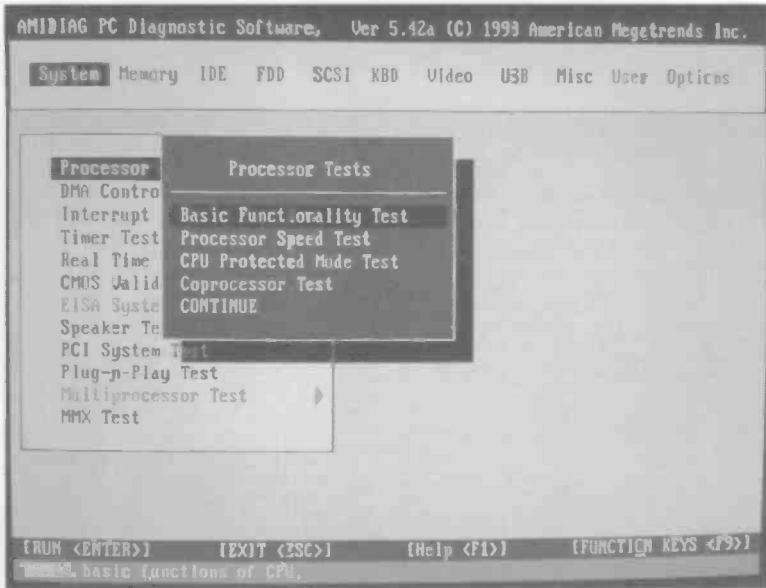 AMIDIAG PC Diagnostic Software, Ver 5.42a (C) 1998 American Megatrends Inc.
System Memory IDE FDD SCSI KBD Video USB Misc User Options
Processor
DMA Contro
Interrupt
Timer Test
Real Time
CMOS Valid
EISA Syste
Speaker Te
PCI System Test
Plug-n-Play Test
Multiprocessor Test
MMX Test
Processor Tests
Basic Functionality Test
Processor Speed Test
CPU Protected Mode Test
Coprocessor Test
CONTINUE
[RUN <ENTER>] [EXIT <ESC>] [Help <F1>] [FUNCTION KEYS <F9>]
basic functions of CPU.